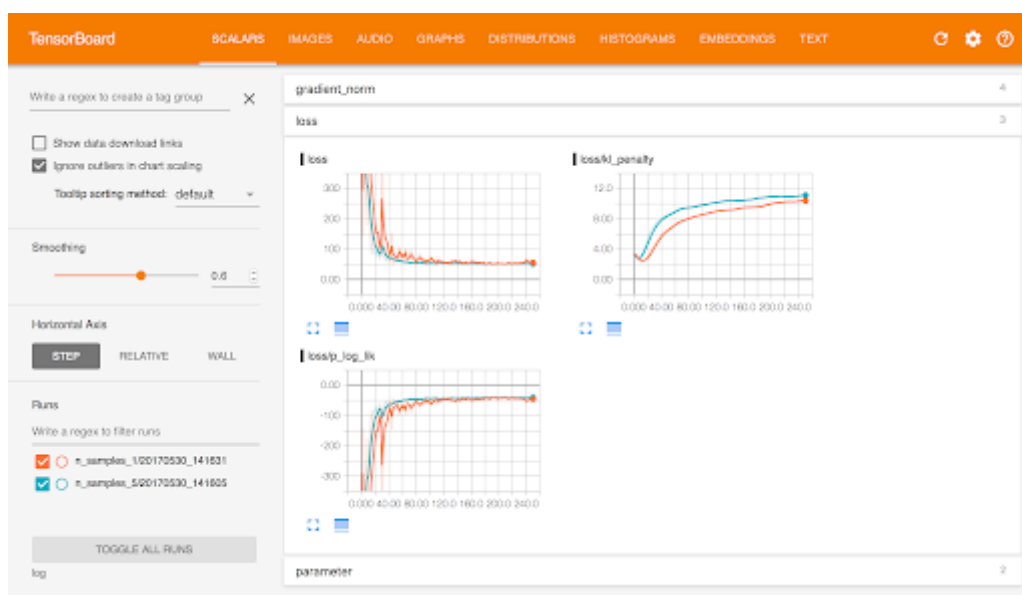 TensorBoard SCALARS IMAGES AUDIO GRAPHS DISTRIBUTIONS HISTOGRAMS EMBEDDINGS TEXT
Write a regex to create a tag group
Show data download links
Ignore outliers in chart scaling
Tooltip sorting method: default
Smoothing
0.6
Horizontal Axis
STEP RELATIVE WALL
Runs
Write a regex to filter runs
n_samples_1/20170530_141631
n_samples_5/20170530_141605
TOGGLE ALL RUNS
log
gradient_norm 4
loss 3
loss
300
200
100
0.00
0.000 40.00 80.00 120.0 160.0 200.0 240.0
loss/kl_penalty
12.0
8.00
4.00
0.00
0.000 40.00 80.00 120.0 160.0 200.0 240.0
loss/p_log_lik
0.00
-100
-200
-300
0.000 40.00 80.00 120.0 160.0 200.0 240.0
parameter 2